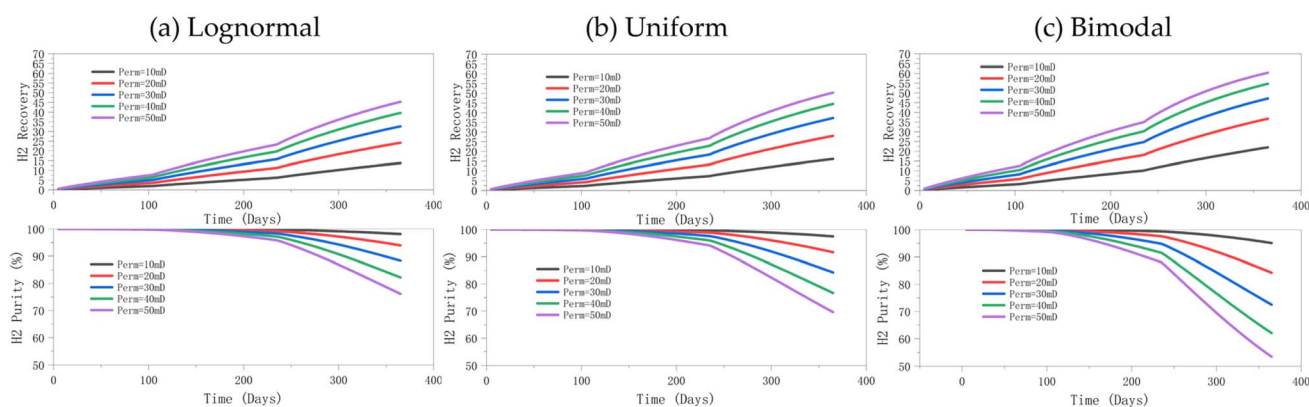 (a) Lognormal
(b) Uniform
(c) Bimodal
H2 Recovery
70
65
60
55
50
45
40
35
30
25
20
15
10
5
0
Perm=10mD
Perm=20mD
Perm=30mD
Perm=40mD
Perm=50mD
0 100 200 300 400
Time (Days)
H2 Recovery
70
65
60
55
50
45
40
35
30
25
20
15
10
5
0
Perm=10mD
Perm=20mD
Perm=30mD
Perm=40mD
Perm=50mD
0 100 200 300 400
Time (Days)
H2 Recovery
70
65
60
55
50
45
40
35
30
25
20
15
10
5
0
Perm=10mD
Perm=20mD
Perm=30mD
Perm=40mD
Perm=50mD
0 100 200 300 400
Time (Days)
H2 Purity (%)
100
90
80
70
60
50
Perm=10mD
Perm=20mD
Perm=30mD
Perm=40mD
Perm=50mD
0 100 200 300 400
Time (Days)
H2 Purity (%)
100
90
80
70
60
50
Perm=10mD
Perm=20mD
Perm=30mD
Perm=40mD
Perm=50mD
0 100 200 300 400
Time (Days)
H2 Purity (%)
100
90
80
70
60
50
Perm=10mD
Perm=20mD
Perm=30mD
Perm=40mD
Perm=50mD
0 100 200 300 400
Time (Days)